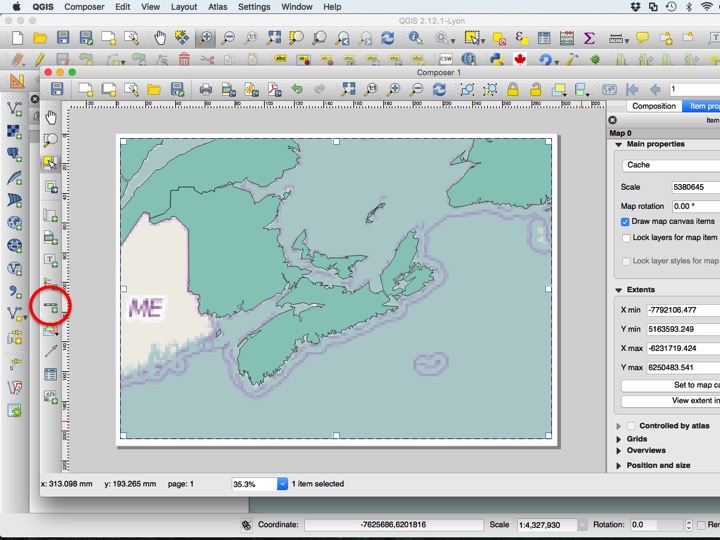 QGIS Composer Edit View Layout Atlas Settings Window Help
QGIS 2.12.1-Lyon
abc
CSW
Composer 1
1
Composition
Item prop
Map 0
Main properties
Cache
Scale 5380645
Map rotation 0.00 °
Draw map canvas items
Lock layers for map item
Lock layer styles for map
Extents
X min -7792106.477
Y min 5163593.249
X max -6231719.424
Y max 6250483.541
Set to map ca
View extent in
Controlled by atlas
Grids
Overviews
Position and size
ME
x: 313.098 mm y: 193.265 mm page: 1 35.3% 1 item selected
Coordinate: -7625686,6201816 Scale 1:4,327,930 Rotation: 0.0